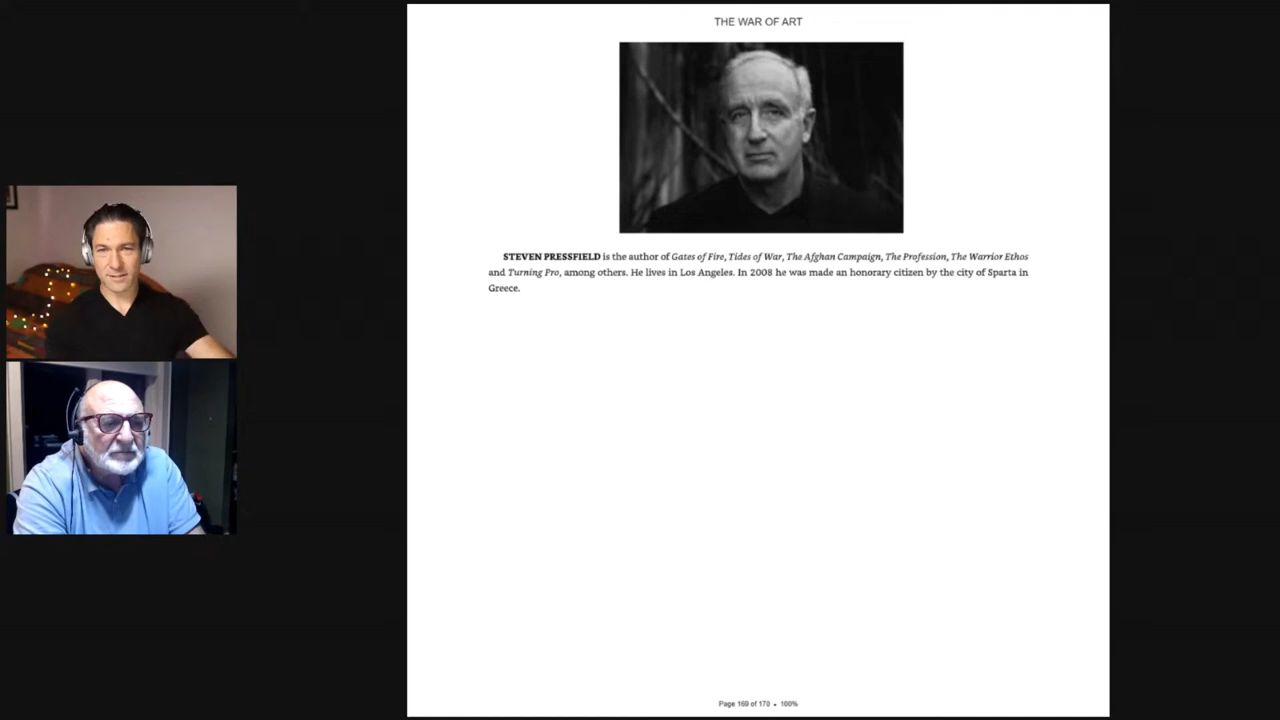 THE WAR OF ART
STEVEN PRESSFIELD is the author of Gates of Fire, Tides of War, The Afghan Campaign, The Profession, The Warrior Ethos
and Turning Pro, among others. He lives in Los Angeles. In 2008 he was made an honorary citizen by the city of Sparta in
Greece.
Page 169 of 170 • 100%